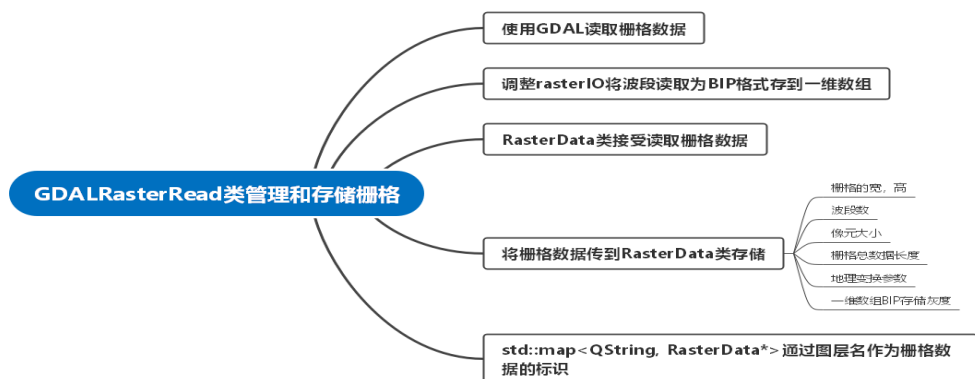 使用GDAL读取栅格数据
调整rasterIO将波段读取为BIP格式存到一维数组
RasterData类接受读取栅格数据
GDALRasterRead类管理和存储栅格
将栅格数据传到RasterData类存储
栅格的宽，高
波段数
像元大小
栅格总数据长度
地理变换参数
一维数组BIP存储灰度
std::map<QString, RasterData*>通过图层名作为栅格数
据的标识